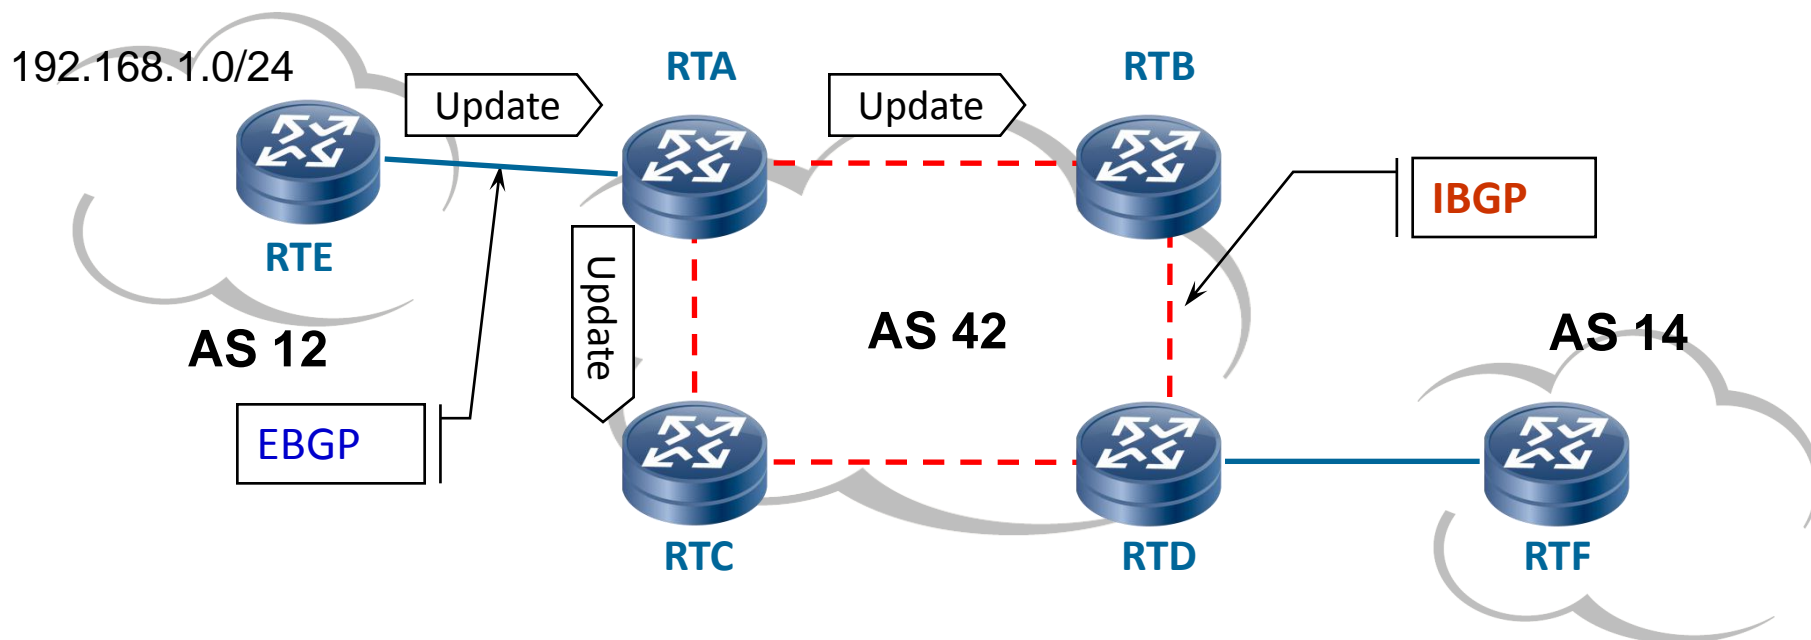 192.168.1.0/24
Update
RTA
Update
RTB
IBGP
RTE
Update
AS 12
AS 42
AS 14
EBGP
RTC
RTD
RTF